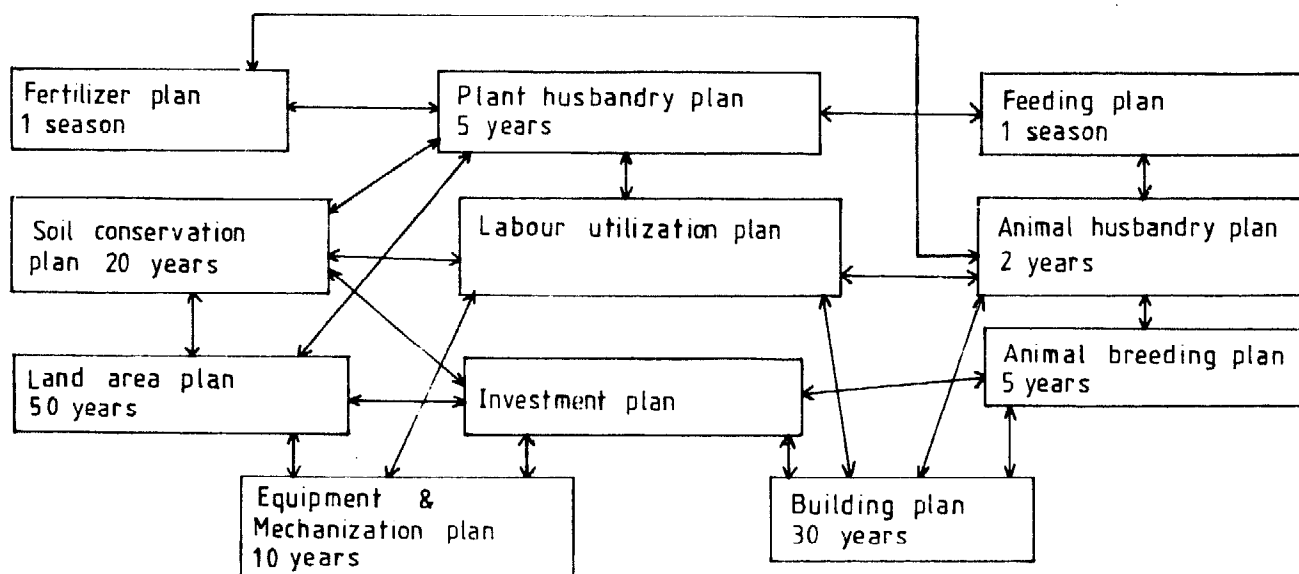 Fertilizer plan
1 season
Plant husbandry plan
5 years
Feeding plan
1 season
Soil conservation
plan 20 years
Labour utilization plan
Animal husbandry plan
2 years
Land area plan
50 years
Investment plan
Animal breeding plan
5 years
Equipment &
Mechanization plan
10 years
Building plan
30 years